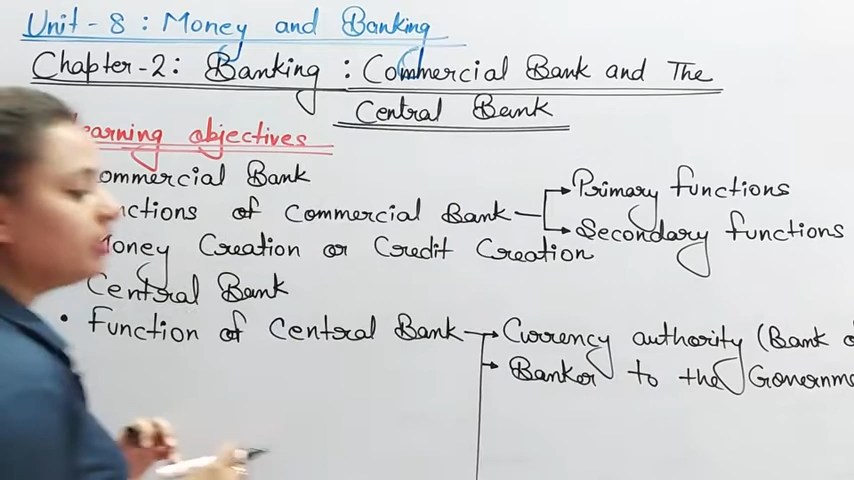 Unit - 8 : Money and Banking
Chapter-2 : Banking : Commercial Bank and The
Central Bank
earning objectives
ommercial Bank
nctions of Commercial Bank
Primary functions
Secondary functions
Money Creation or Credit Creation
Central Bank
• Function of Central Bank
Currency authority (Bank o
Banker to the Governme